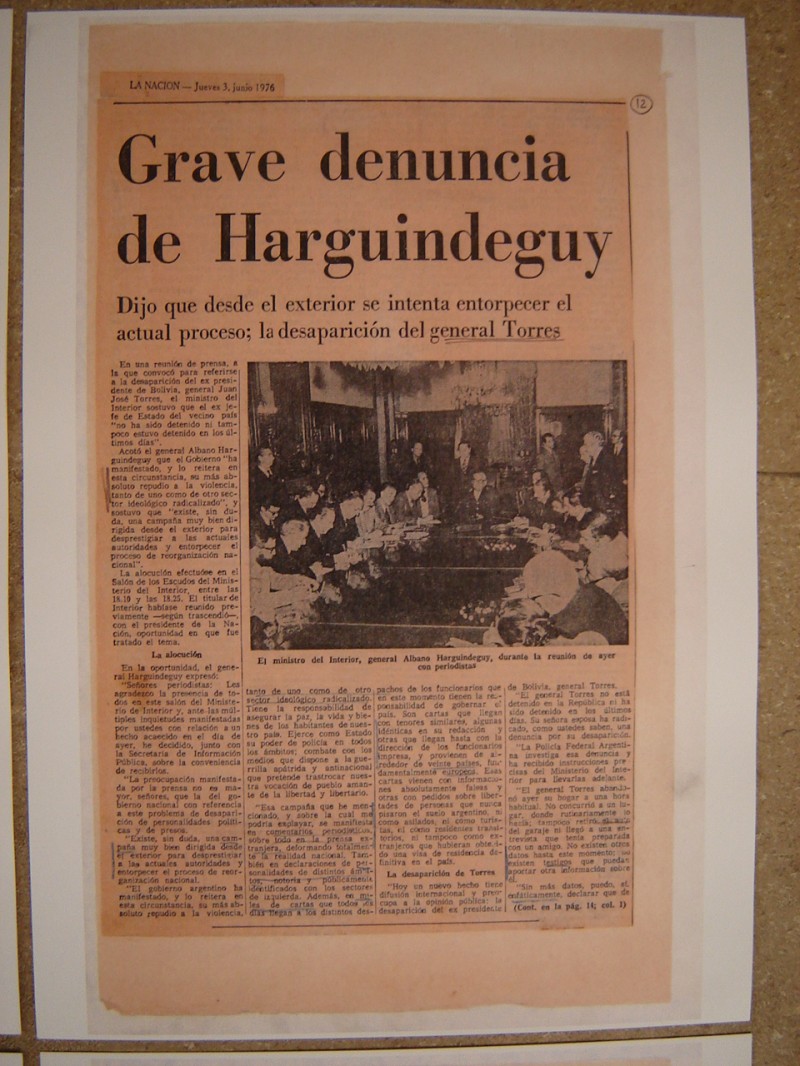 LA NACION — Jueves 3, junio 1976
12
Grave denuncia
de Harguindeguy
Dijo que desde el exterior se intenta entorpecer el
actual proceso; la desaparición del general Torres
En una reunión de prensa, a
la que convocó para referirse
a la desaparición del ex presi-
dente de Bolivia, general Juan
José Torres, el ministro del
Interior sostuvo que el ex je-
fe de Estado del vecino país
"no ha sido detenido ni tam-
poco estuvo detenido en los úl-
timos días".
Acotó el general Albano Har-
guindeguy que el Gobierno "ha
manifestado, y lo reitera en
esta circunstancia, su más ab-
soluto repudio a la violencia,
tanto de uno como de otro sec-
tor ideológico radicalizado", y
sostuvo que "existe, sin du-
da, una campaña muy bien di-
rigida desde el exterior para
desprestigiar a las actuales
autoridades y entorpecer el
proceso de reorganización na-
cional".
La alocución efectuóse en el
Salón de los Escudos del Minis-
terio del Interior, entre las
18.10 y las 18.25. El titular de
Interior habíase reunido pre-
viamente —según trascendió—,
con el presidente de la Na-
ción, oportunidad en que fue
tratado el tema.
La alocución
En la oportunidad, el gene-
ral Harguindeguy expresó:
"Señores periodistas: Les
agradezco la presencia de to-
dos en este salón del Ministe-
rio de Interior y, ante las múl-
tiples inquietudes manifestadas
por ustedes con relación a un
hecho acaecido en el día de
ayer, he decidido, junto con
la Secretaría de Información
Pública, sobre la conveniencia
de recibirlos.
"La preocupación manifesta-
da por la prensa no es ma-
yor, señores, que la del go-
bierno nacional con referencia
a este problema de desapari-
ción de personalidades políti-
cas y de presos.
"Existe, sin duda, una cam-
paña muy bien dirigida desde
el exterior para desprestigiar
a las actuales autoridades y
entorpecer el proceso de reor-
ganización nacional.
"El gobierno argentino ha
manifestado, y lo reitera en
esta circunstancia, su más ab-
soluto repudio a la violencia,
El ministro del Interior, general Albano Harguindeguy, durante la reunión de ayer
con periodistas
tanto de uno como de otro
sector ideológico radicalizado.
Tiene la responsabilidad de
asegurar la paz, la vida y bie-
nes de los habitantes de nues-
tro país. Ejerce como Estado
su poder de policía en todos
los ámbitos; combate con los
medios que dispone a la gue-
rrilla apátrida y antinacional
que pretende trastrocar nues-
tra vocación de pueblo aman-
te de la libertad y libertario.
"Esa campaña que he men-
cionado, y sobre la cual me
podría explayar, se manifiesta
en comentarios periodísticos,
sobre todo en la prensa ex-
tranjera, deformando totalmen-
te la realidad nacional. Tam-
bién en declaraciones de per-
sonalidades de distintos ámbi-
tos, notoria y públicamente
identificados con los sectores
de izquierda. Además, en mi-
les de cartas que todos los
días llegan a los distintos des-
pachos de los funcionarios que
en este momento tienen la res-
ponsabilidad de gobernar el
país. Son cartas que llegan
con tenores similares, algunas
idénticas en su redacción y
otras que llegan hasta con la
dirección de los funcionarios
impresa, y provienen de al-
rededor de veinte países, fun-
damentalmente europeos. Esas
cartas vienen con informacio-
nes absolutamente falsas y
otras con pedidos sobre liber-
tades de personas que nunca
pisaron el suelo argentino, ni
como asilados, ni como turis-
tas, ni como residentes transi-
torios, ni tampoco como ex-
tranjeros que hubieran obteni-
do una visa de residencia de-
finitiva en el país.
La desaparición de Torres
"Hoy un nuevo hecho tiene
difusión internacional y preo-
cupa a la opinión pública: la
desaparición del ex presidente
de Bolivia, general Torres.
"El general Torres no está
detenido en la República ni ha
sido detenido en los últimos
días. Su señora esposa ha radi-
cado, como ustedes saben, una
denuncia por su desaparición.
"La Policía Federal Argenti-
na investiga esa denuncia y
ha recibido instrucciones pre-
cisas del Ministerio del Inte-
rior para llevarlas adelante.
"El general Torres abando-
nó ayer su hogar a una hora
habitual. No concurrió a un lu-
gar, donde rutinariamente lo
hacía; tampoco retiró su auto
del garaje ni llegó a una en-
trevista que tenía preparada
con un amigo. No existen otros
datos hasta este momento; no
existen testigos que puedan
aportar otra información sobre
él.
"Sin más datos, puedo, sí,
enfáticamente, declarar que de
(Cont. en la pág. 14; col. 1)